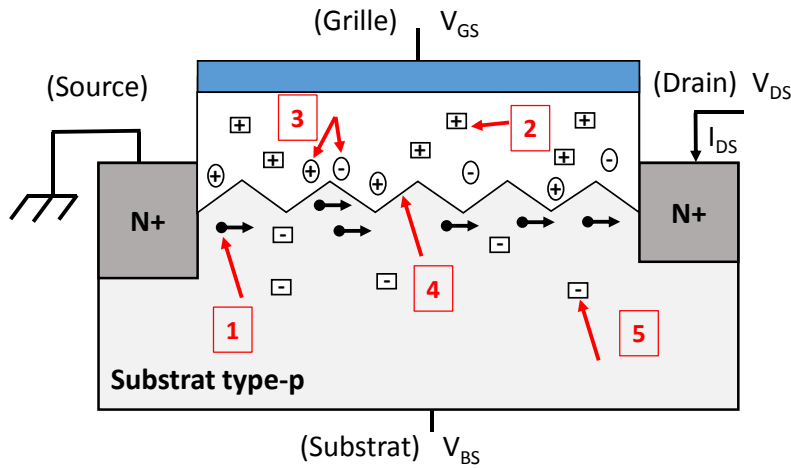 (Grille) V_GS
(Source)
(Drain) V_DS
I_DS
3
2
+
+
+
+
+
+
+
-
+
-
-
+
+
N+
N+
-
-
-
-
-
1
4
5
Substrat type-p
(Substrat) V_BS